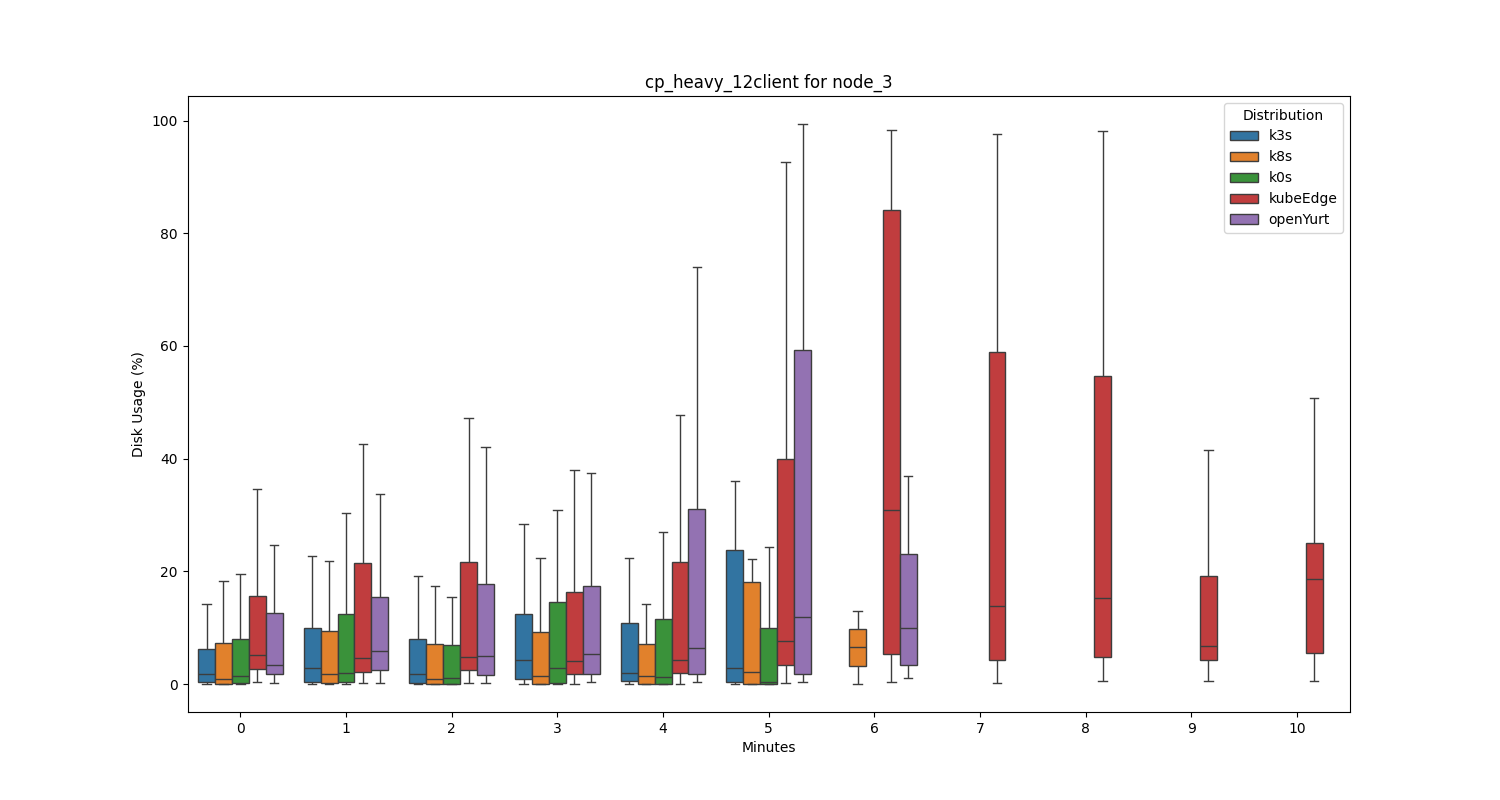 cp_heavy_12client for node_3
Distribution
k3s
k8s
k0s
kubeEdge
openYurt
Disk Usage (%)
100
80
60
40
20
0
0 1 2 3 4 5 6 7 8 9 10
Minutes